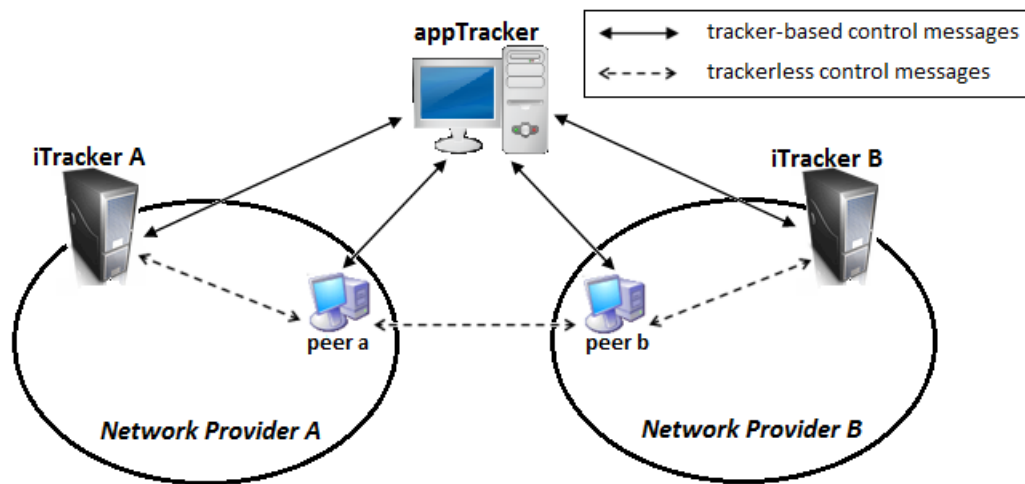 appTracker
tracker-based control messages
trackerless control messages
iTracker A
iTracker B
peer a
peer b
Network Provider A
Network Provider B